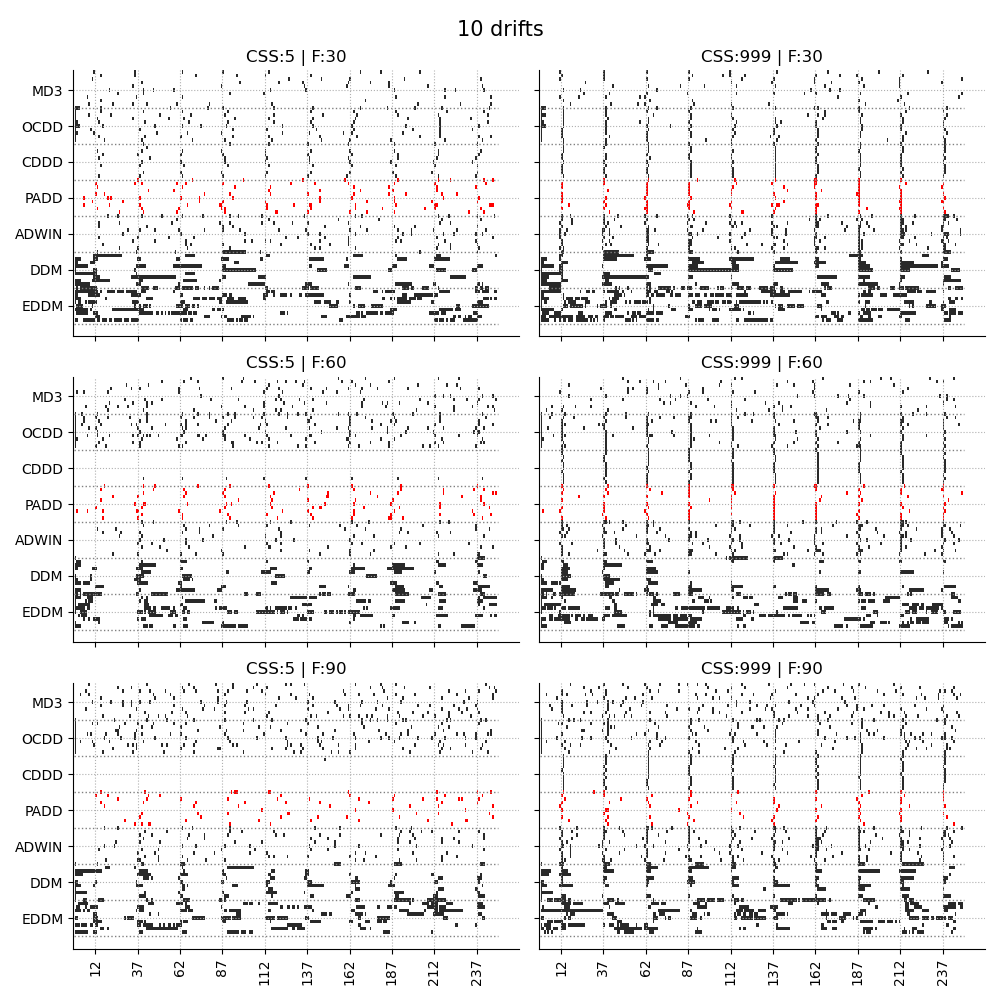 10 drifts
CSS:5 | F:30
CSS:999 | F:30
MD3
OCDD
CDDD
PADD
ADWIN
DDM
EDDM
CSS:5 | F:60
CSS:999 | F:60
MD3
OCDD
CDDD
PADD
ADWIN
DDM
EDDM
CSS:5 | F:90
CSS:999 | F:90
MD3
OCDD
CDDD
PADD
ADWIN
DDM
EDDM
12 37 62 87 112 137 162 187 212 237
12 37 62 87 112 137 162 187 212 237